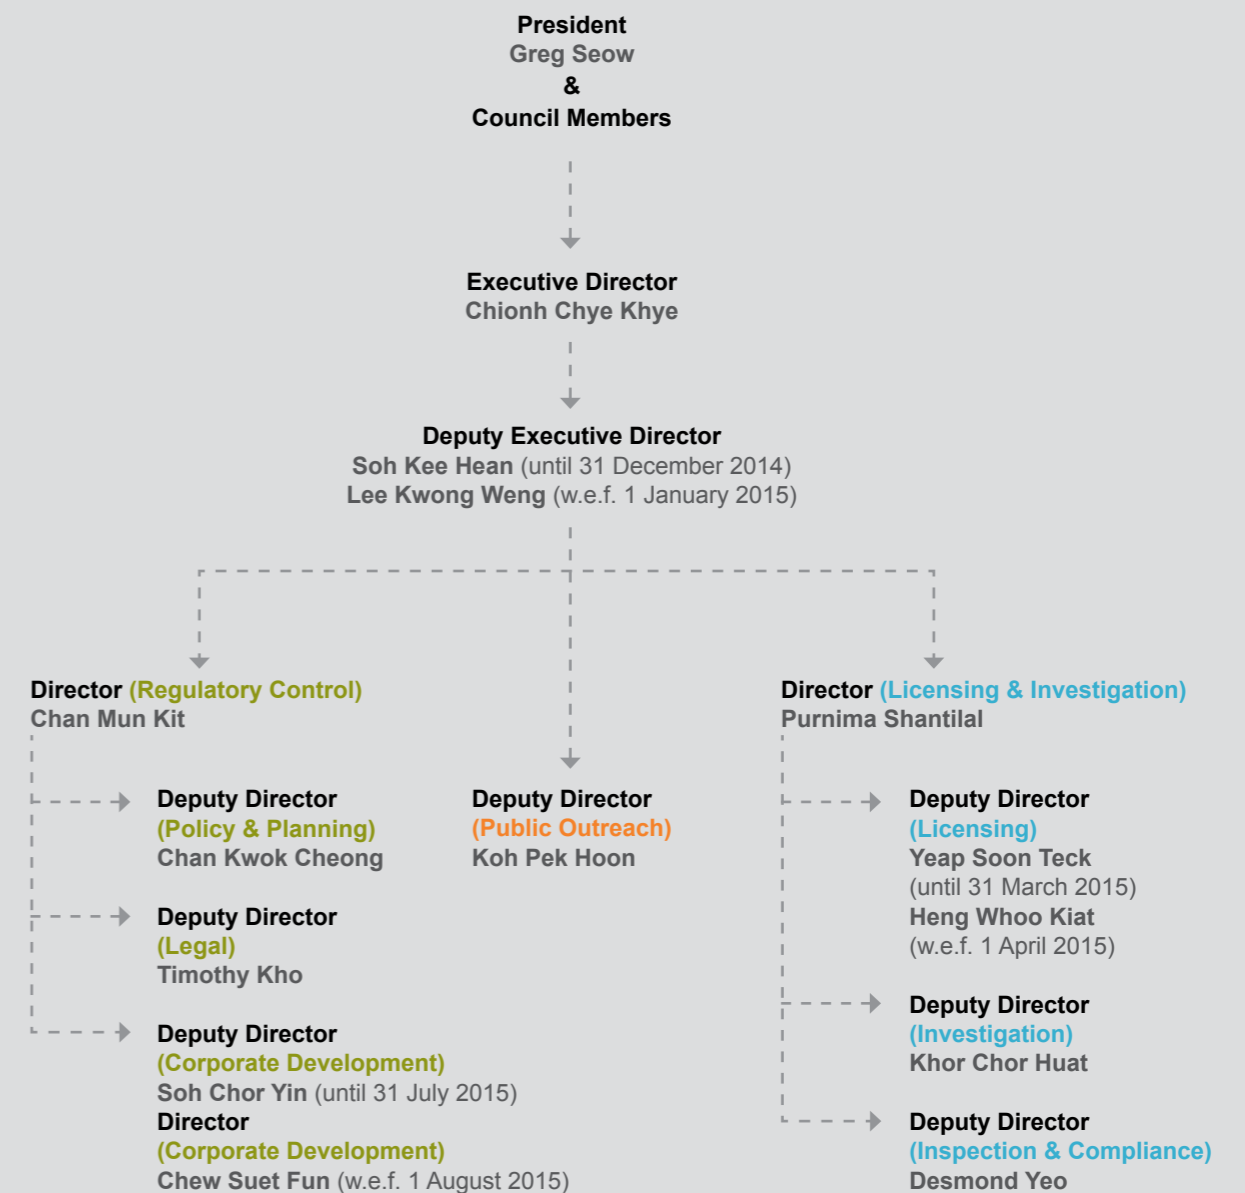 President
Greg Seow
&
Council Members
Executive Director
Chionh Chye Khye
Deputy Executive Director
Soh Kee Hean (until 31 December 2014)
Lee Kwong Weng (w.e.f. 1 January 2015)
Director (Regulatory Control)
Chan Mun Kit
Deputy Director
(Policy & Planning)
Chan Kwok Cheong
Deputy Director
(Legal)
Timothy Kho
Deputy Director
(Corporate Development)
Soh Chor Yin (until 31 July 2015)
Director
(Corporate Development)
Chew Suet Fun (w.e.f. 1 August 2015)
Deputy Director
(Public Outreach)
Koh Pek Hoon
Director (Licensing & Investigation)
Purnima Shantilal
Deputy Director
(Licensing)
Yeap Soon Teck
(until 31 March 2015)
Heng Whoo Kiat
(w.e.f. 1 April 2015)
Deputy Director
(Investigation)
Khor Chor Huat
Deputy Director
(Inspection & Compliance)
Desmond Yeo